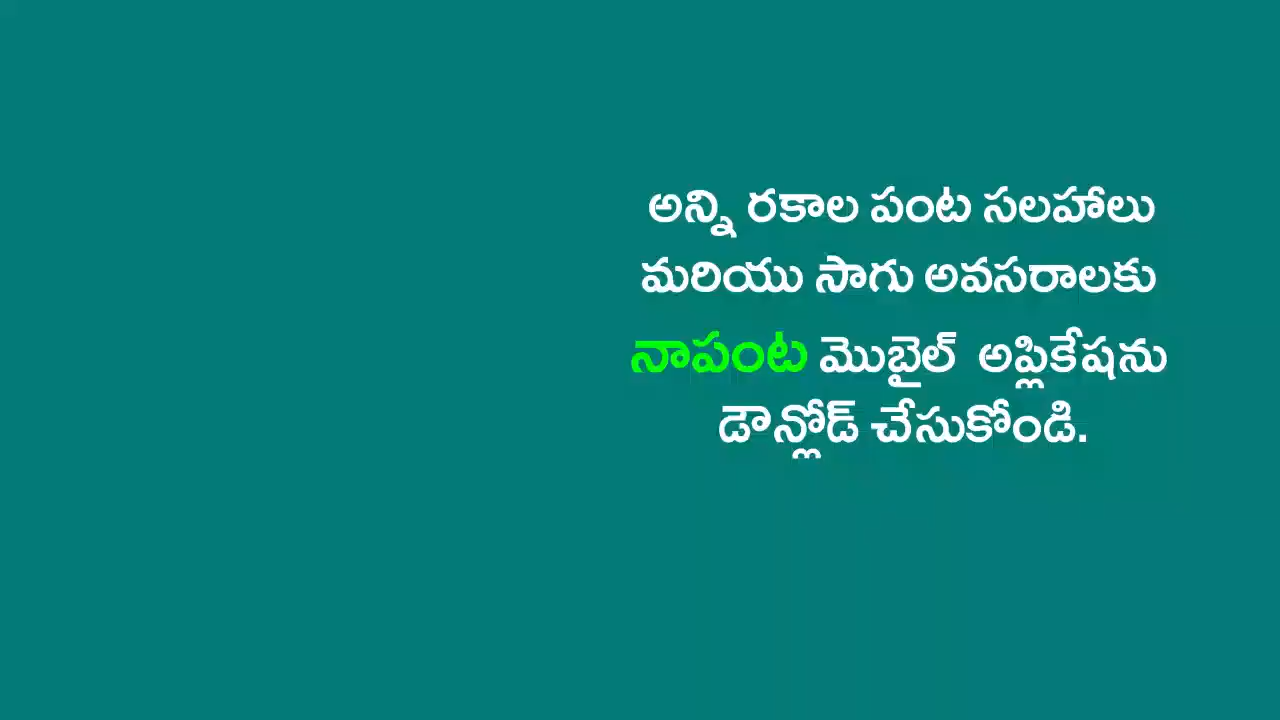 అన్ని రకాల పంట సలహాలు
మరియు సాగు అవసరాలకు
నాపంట మొబైల్ అప్లికేషను
డౌన్లోడ్ చేసుకోండి.